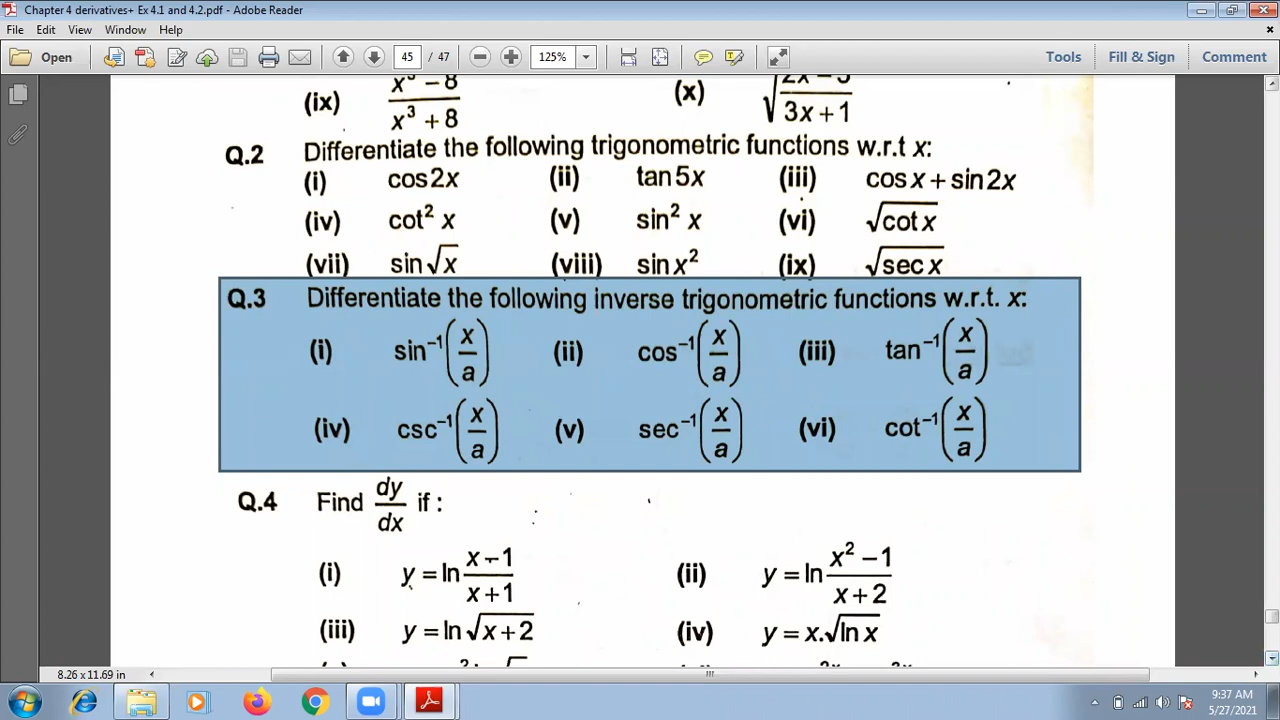 Chapter 4 derivatives+ Ex 4.1 and 4.2.pdf - Adobe Reader
File Edit View Window Help
Open 45 / 47 125% Tools Fill & Sign Comment
(ix) x³ − 8 / x³ + 8 (x) √ 3x + 1
Q.2 Differentiate the following trigonometric functions w.r.t x:
(i) cos 2x (ii) tan 5x (iii) cos x + sin 2x
(iv) cot² x (v) sin² x (vi) √cot x
(vii) sin √x (viii) sin x² (ix) √sec x
Q.3 Differentiate the following inverse trigonometric functions w.r.t. x:
(i) sin⁻¹(x/a) (ii) cos⁻¹(x/a) (iii) tan⁻¹(x/a)
(iv) csc⁻¹(x/a) (v) sec⁻¹(x/a) (vi) cot⁻¹(x/a)
Q.4 Find dy/dx if :
(i) y = ln x − 1 / x + 1 (ii) y = ln x² − 1 / x + 2
(iii) y = ln √x + 2 (iv) y = x.√ln x
8.26 x 11.69 in
9:37 AM
5/27/2021